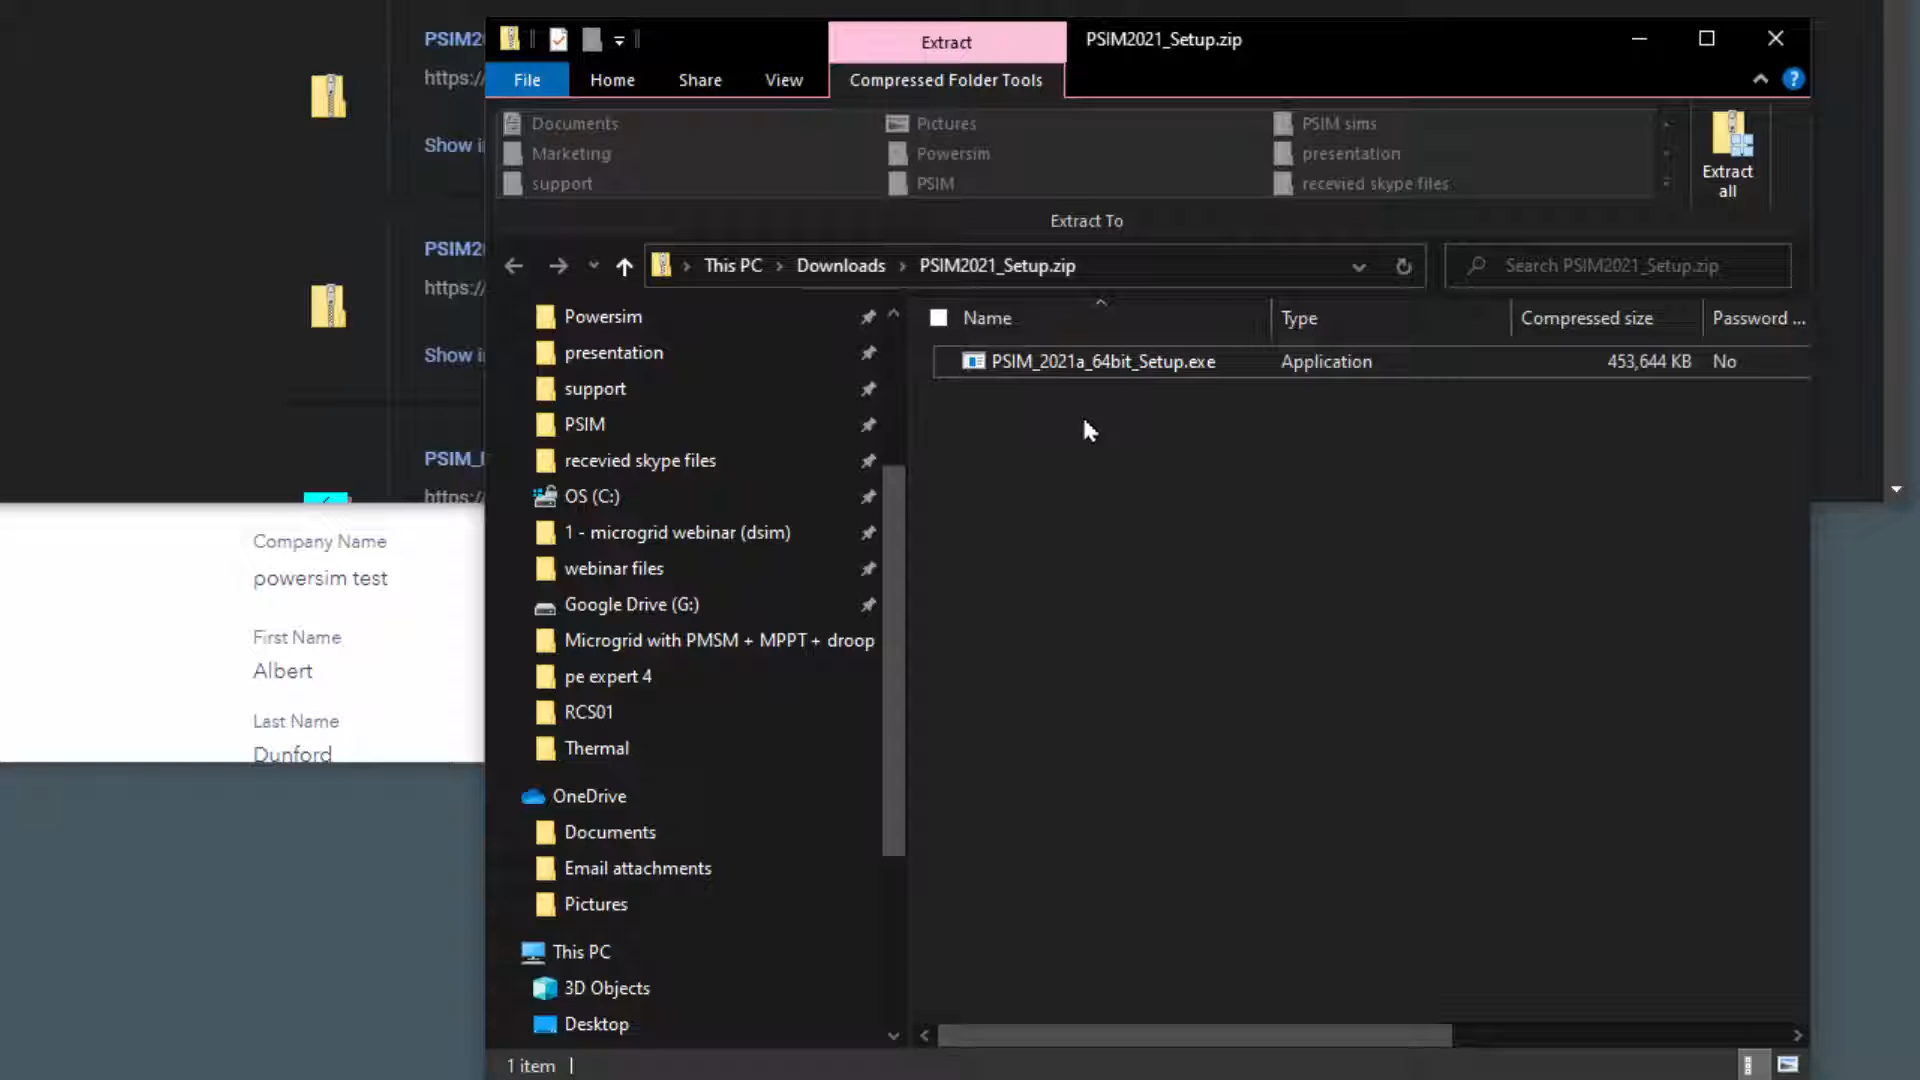 PSIM2
https:/
Show i
PSIM2
https:/
Show i
PSIM_
https:/
Company Name
powersim test
First Name
Albert
Last Name
Dunford
Extract
PSIM2021_Setup.zip
File
Home
Share
View
Compressed Folder Tools
?
Documents
Pictures
PSIM sims
Marketing
Powersim
presentation
support
PSIM
recevied skype files
Extract all
Extract To
This PC > Downloads > PSIM2021_Setup.zip
Search PSIM2021_Setup.zip
Powersim
presentation
support
PSIM
recevied skype files
OS (C:)
1 - microgrid webinar (dsim)
webinar files
Google Drive (G:)
Microgrid with PMSM + MPPT + droop
pe expert 4
RCS01
Thermal
OneDrive
Documents
Email attachments
Pictures
This PC
3D Objects
Desktop
Name
Type
Compressed size
Password ...
PSIM_2021a_64bit_Setup.exe
Application
453,644 KB
No
1 item